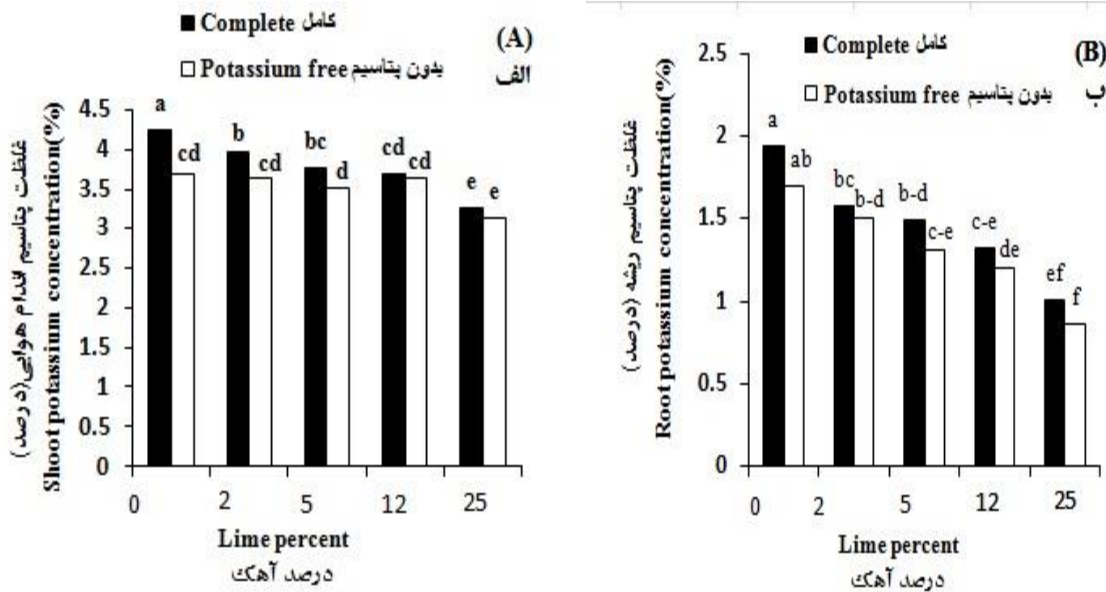 Complete کامل
Potassium free بدون پتاسیم
(A)
الف
غلظت پتاسیم اندام هوایی(درصد)
Shoot potassium concentration(%)
4.5
4
3.5
3
2.5
2
1.5
1
0.5
0
a
cd
b
cd
bc
d
cd
cd
e
e
0 2 5 12 25
Lime percent
درصد آهک
Complete کامل
Potassium free بدون پتاسیم
(B)
ب
غلظت پتاسیم ریشه (درصد)
Root potassium concentration(%)
2.5
2
1.5
1
0.5
0
a
ab
bc
b-d
b-d
c-e
c-e
de
ef
f
0 2 5 12 25
Lime percent
درصد آهک